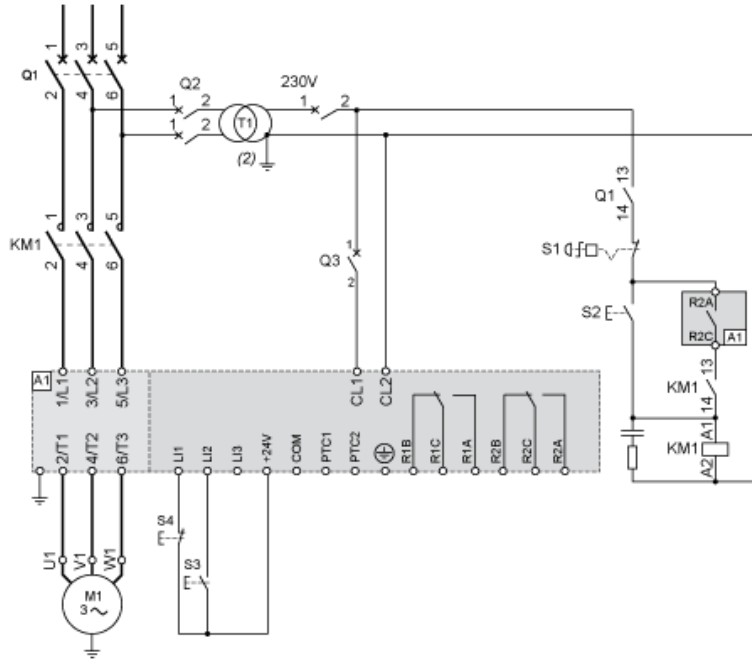 1 3 5
Q1
2 4 6
Q2
1 2
1 2
T1
(2)
230V
1 2
13
Q1
14
1 3 5
KM1
2 4 6
1
Q3
2
S1
S2
R2A
R2C A1
13
KM1
14
A1
KM1
A2
A1
1/L1 3/L2 5/L3
CL1 CL2
2/T1 4/T2 6/T3
LI1 LI2 LI3 +24V COM PTC1 PTC2 R1B R1C R1A R2B R2C R2A
S4
S3
U1 V1 W1
M1
3 ~